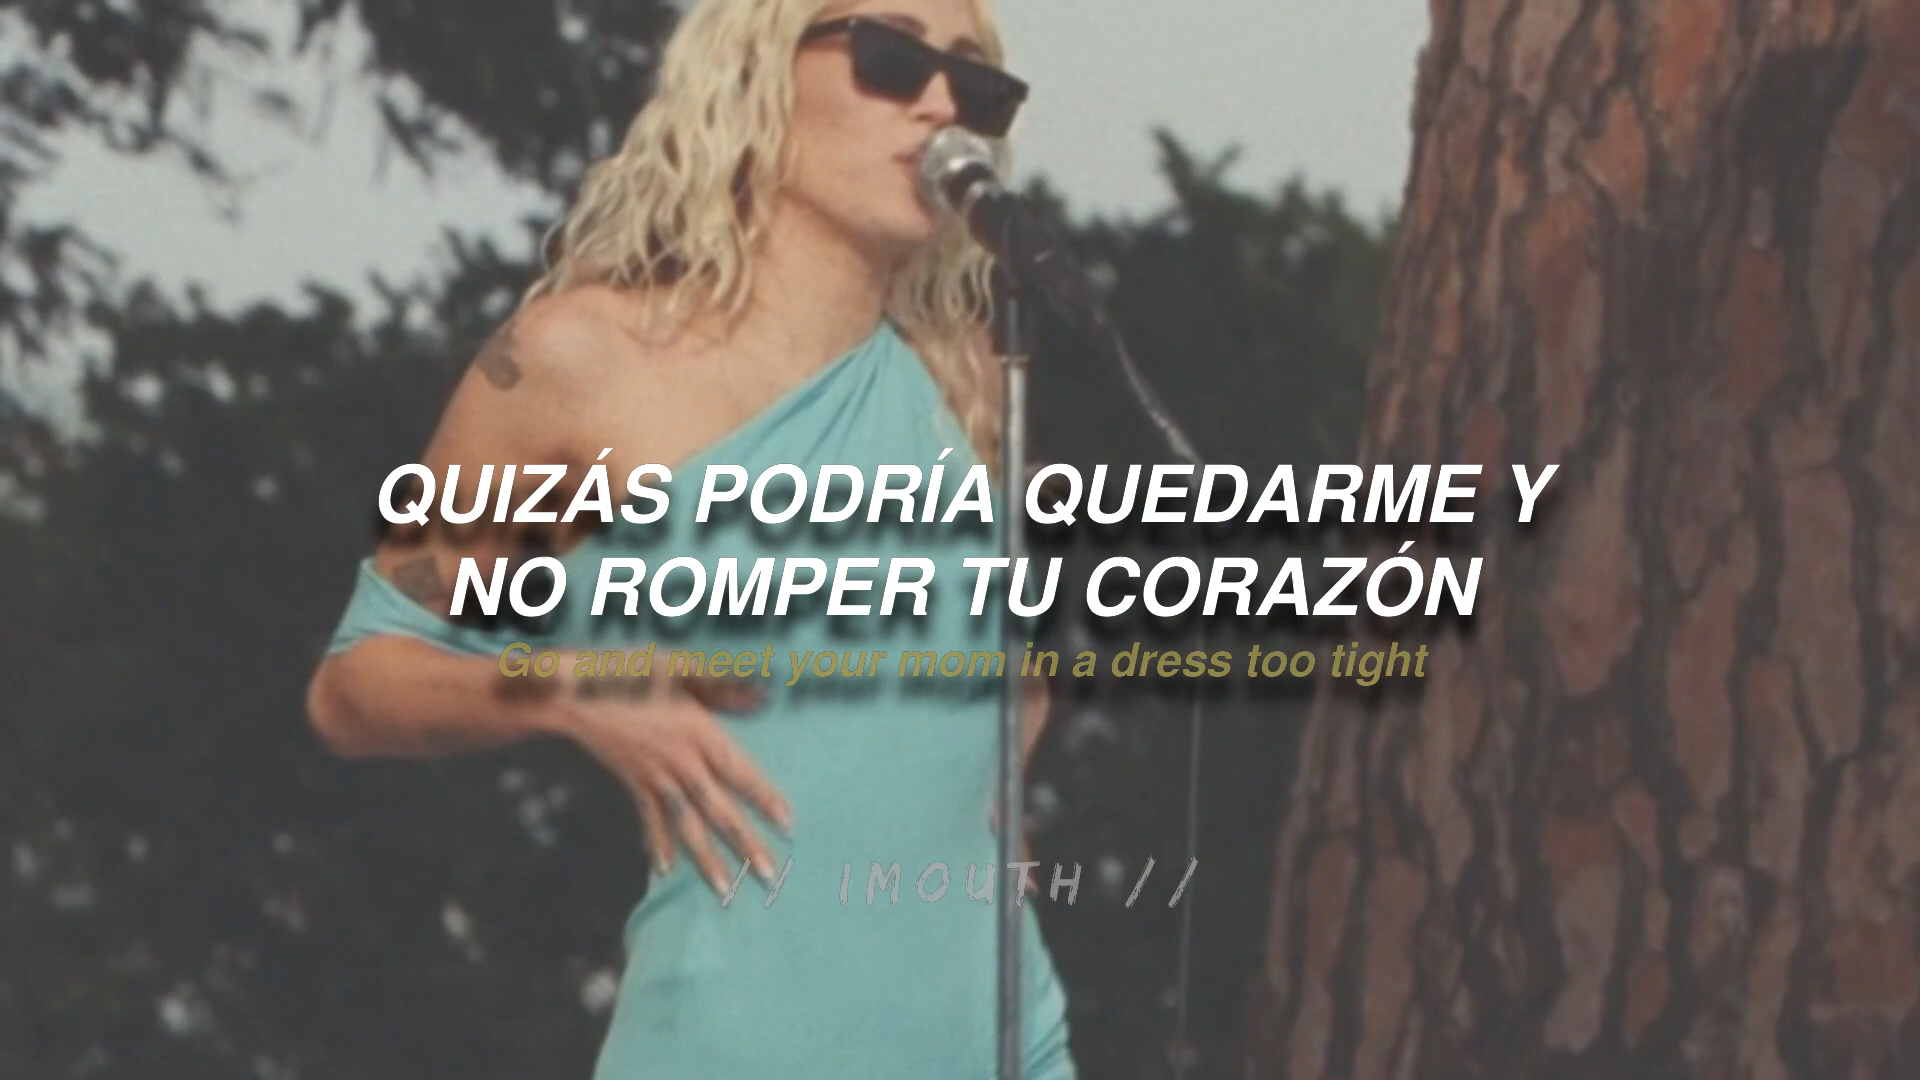 QUIZÁS PODRÍA QUEDARME Y
NO ROMPER TU CORAZÓN
Go and meet your mom in a dress too tight
// IMOUTH //